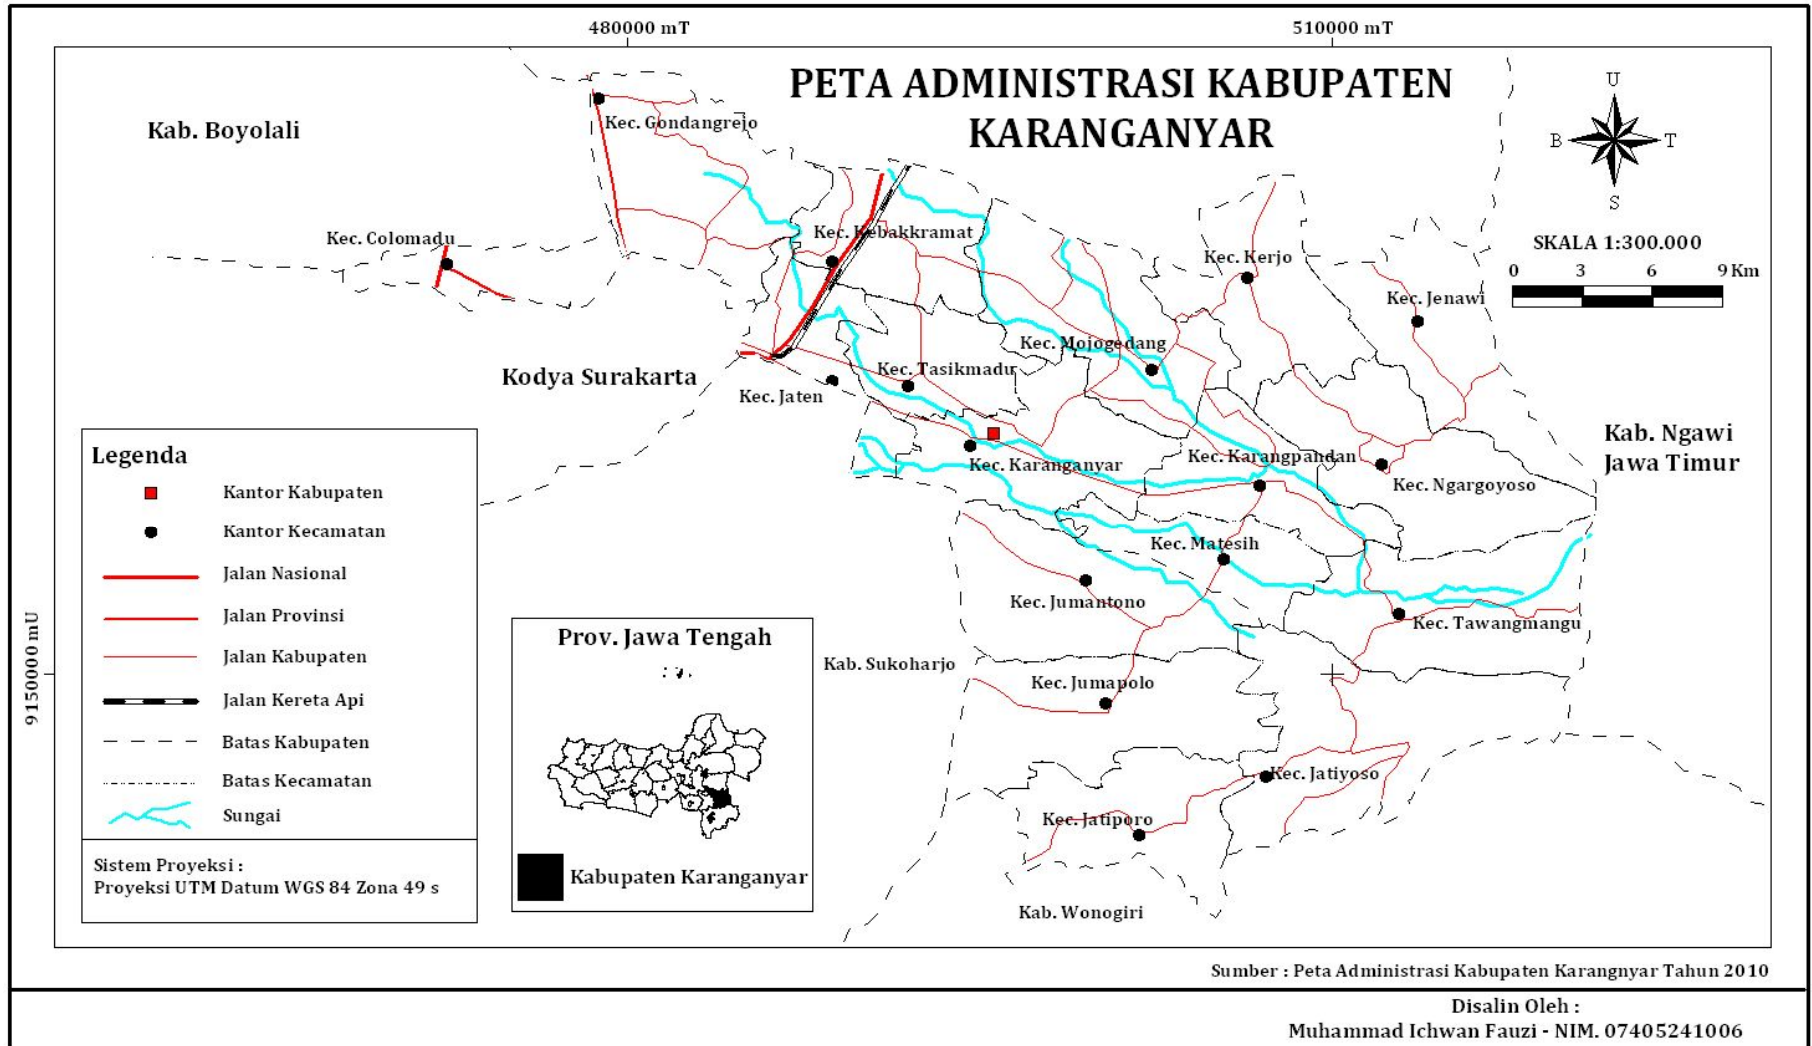 480000 mT
510000 mT
PETA ADMINISTRASI KABUPATEN
KARANGANYAR
U
B
T
S
SKALA 1:300.000
0 3 6 9 Km
Kab. Boyolali
Kec. Gondangrejo
Kec. Colomadu
Kec. Kebakkramat
Kec. Kerjo
Kec. Jenawi
Kec. Mojogedang
Kodya Surakarta
Kec. Tasikmadu
Kec. Jaten
Kab. Ngawi
Jawa Timur
Kec. Karanganyar
Kec. Karangpandan
Kec. Ngargoyoso
Kec. Matesih
Kec. Jumantono
Kec. Tawangmangu
Kab. Sukoharjo
Kec. Jumapolo
Kec. Jatiyoso
Kec. Jatiporo
Kab. Wonogiri
9150000 mU
Legenda
Kantor Kabupaten
Kantor Kecamatan
Jalan Nasional
Jalan Provinsi
Jalan Kabupaten
Jalan Kereta Api
Batas Kabupaten
Batas Kecamatan
Sungai
Sistem Proyeksi :
Proyeksi UTM Datum WGS 84 Zona 49 s
Prov. Jawa Tengah
Kabupaten Karanganyar
Sumber : Peta Administrasi Kabupaten Karangnyar Tahun 2010
Disalin Oleh :
Muhammad Ichwan Fauzi - NIM. 07405241006